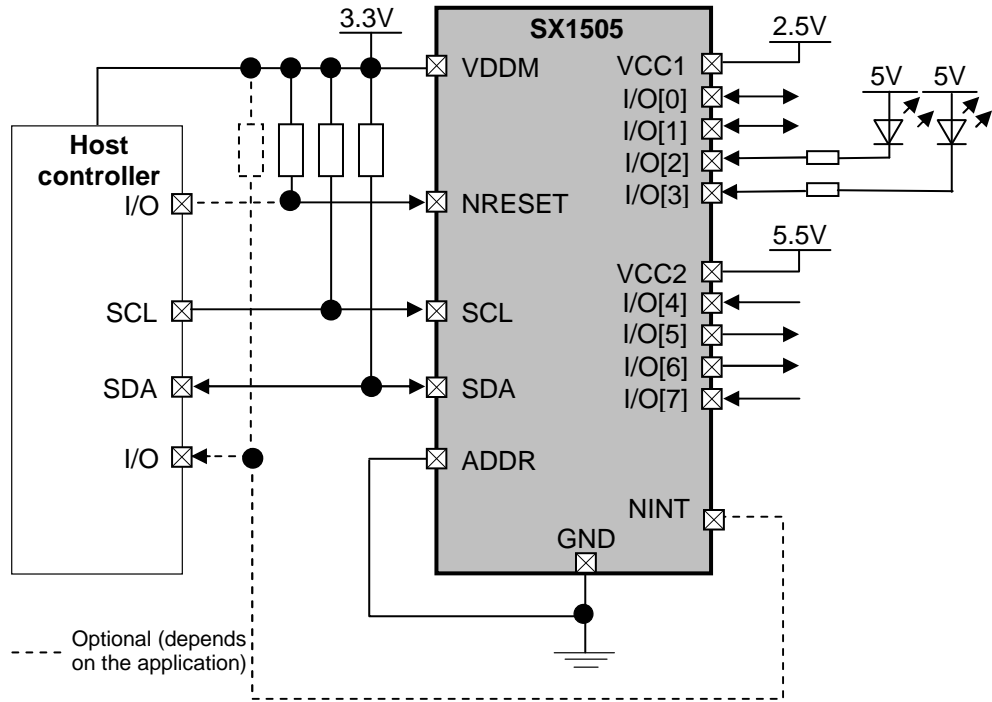 3.3V
SX1505
2.5V
VDDM
VCC1
5V
5V
I/O[0]
I/O[1]
Host
controller
I/O[2]
I/O
NRESET
I/O[3]
5.5V
VCC2
SCL
SCL
I/O[4]
I/O[5]
I/O[6]
SDA
SDA
I/O[7]
I/O
ADDR
NINT
GND
Optional (depends
on the application)